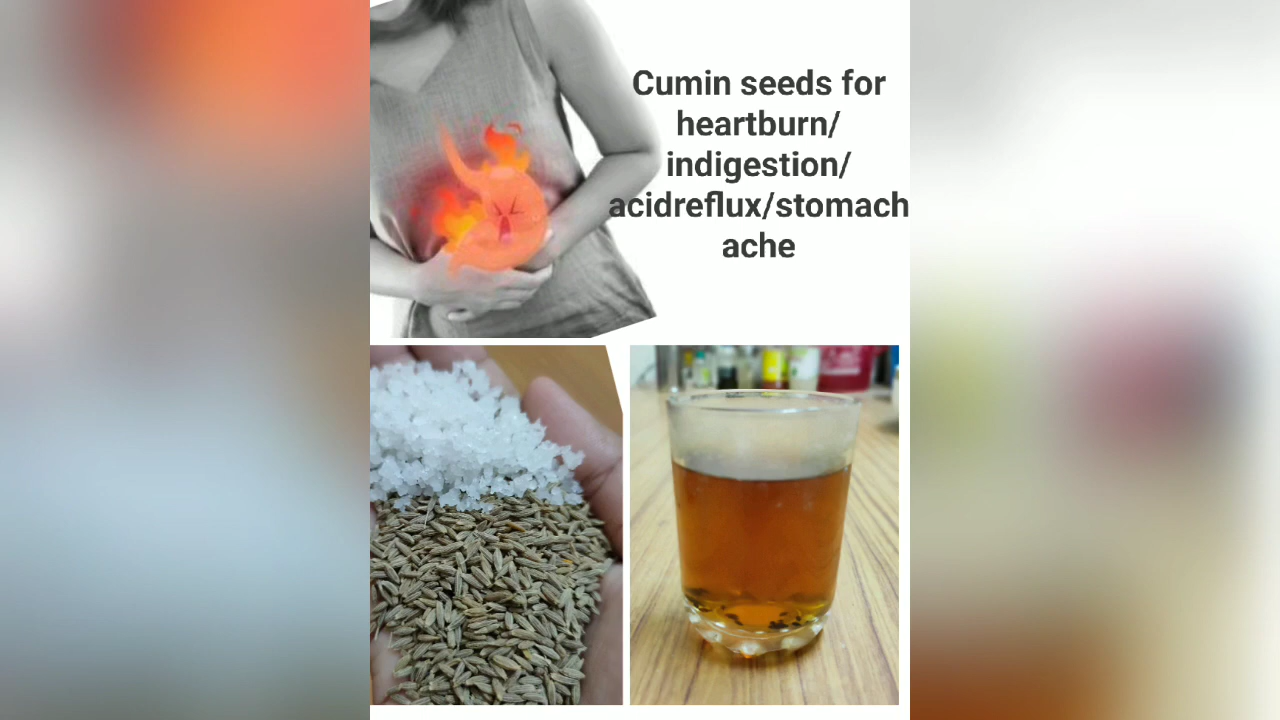 Cumin seeds for
heartburn/
indigestion/
acidreflux/stomach
ache